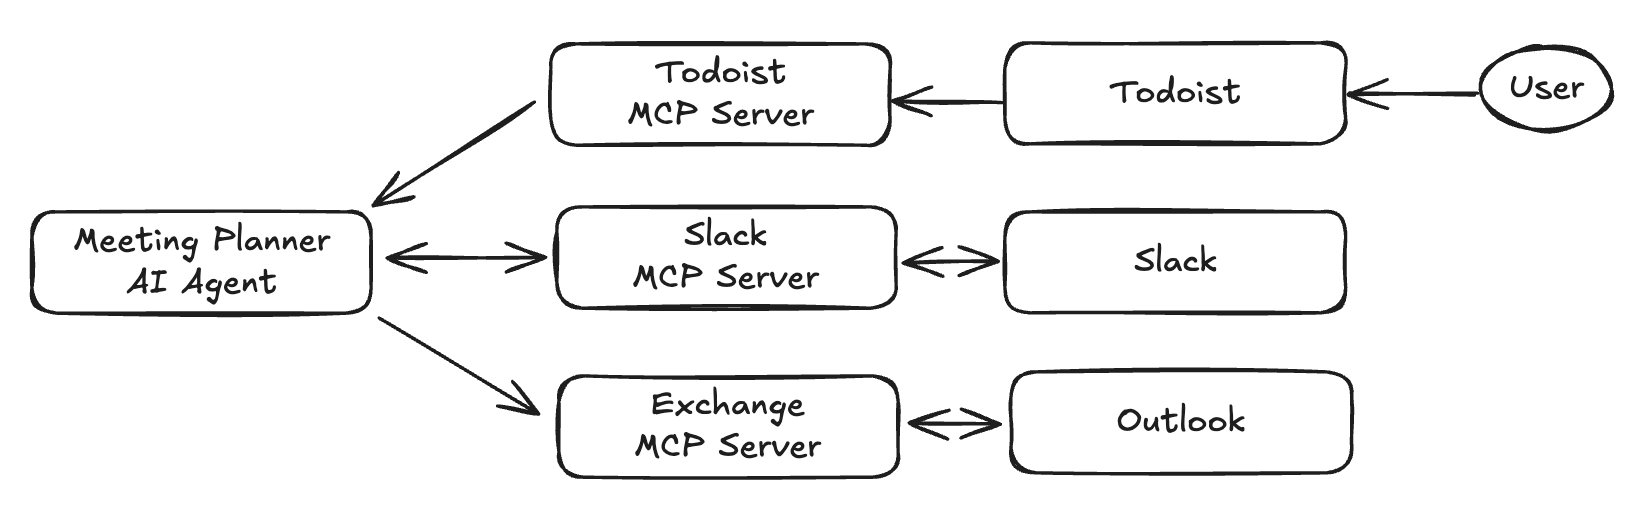 Todoist
MCP Server
Todoist
User
Meeting Planner
AI Agent
Slack
MCP Server
Slack
Exchange
MCP Server
Outlook